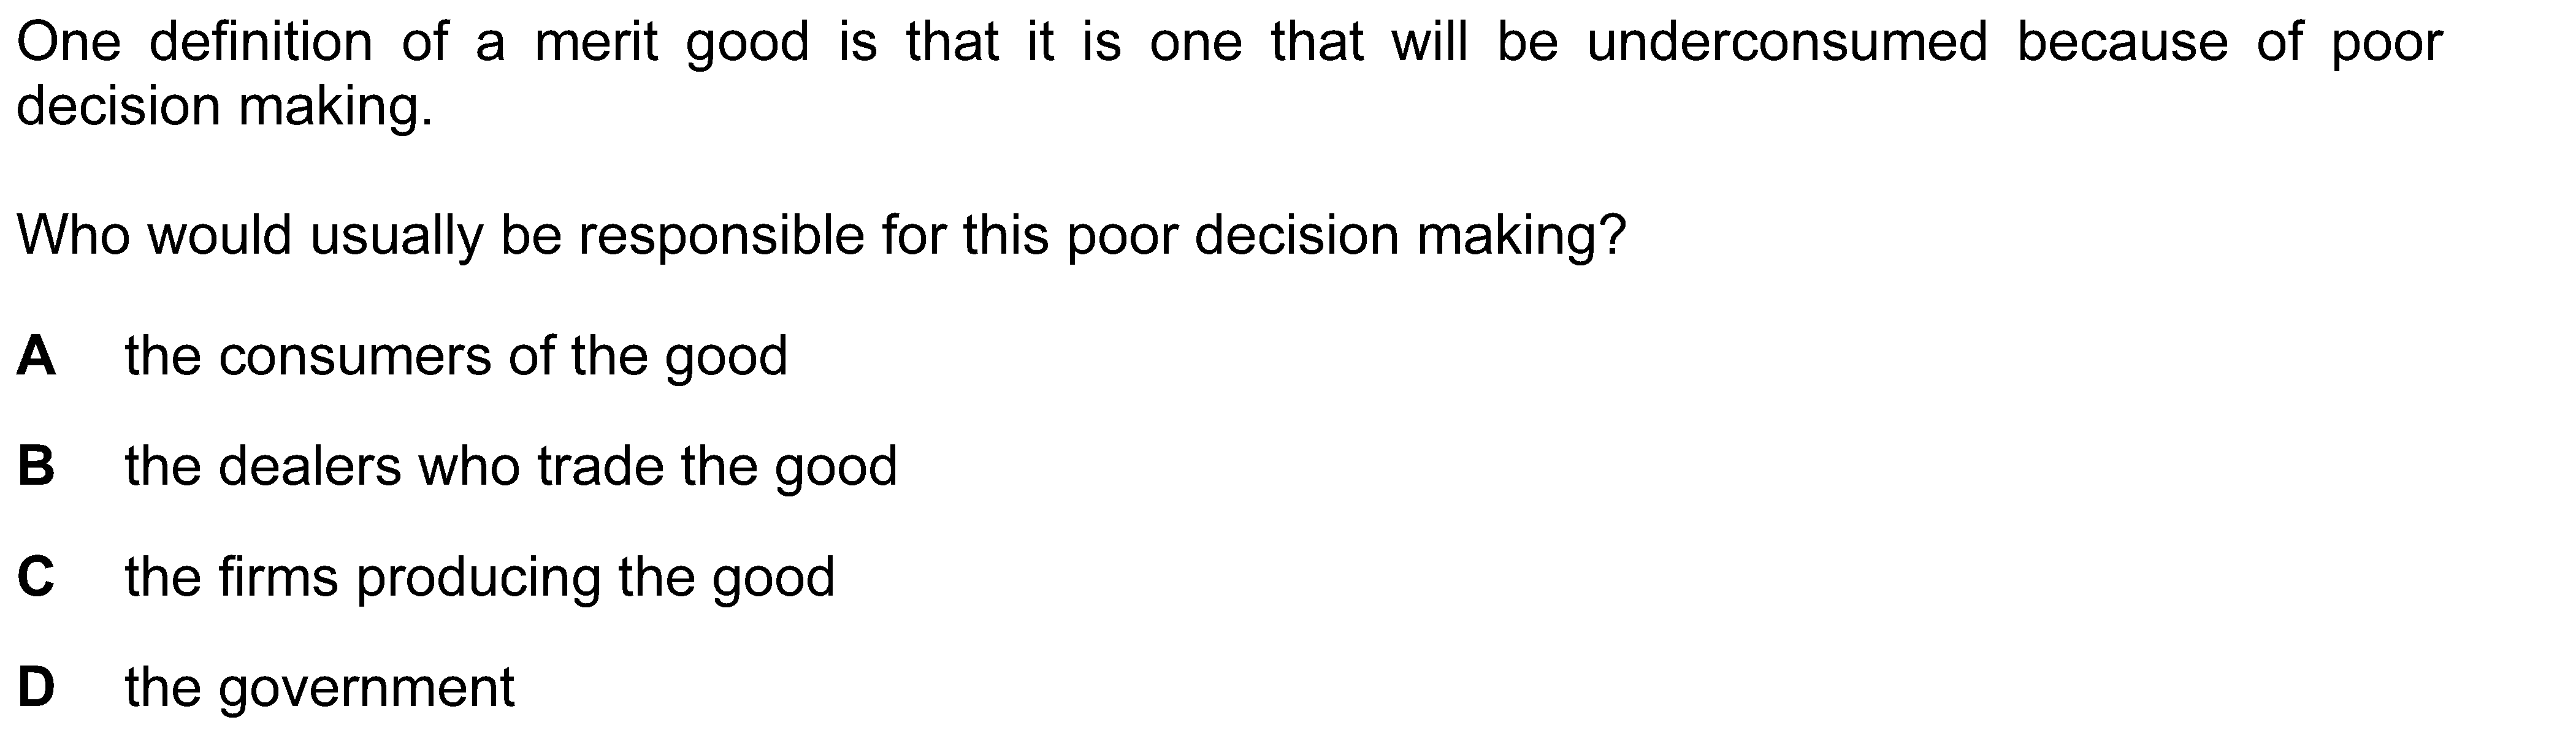 One definition of a merit good is that it is one that will be underconsumed because of poor
decision making.
Who would usually be responsible for this poor decision making?
A the consumers of the good
B the dealers who trade the good
C the firms producing the good
D the government